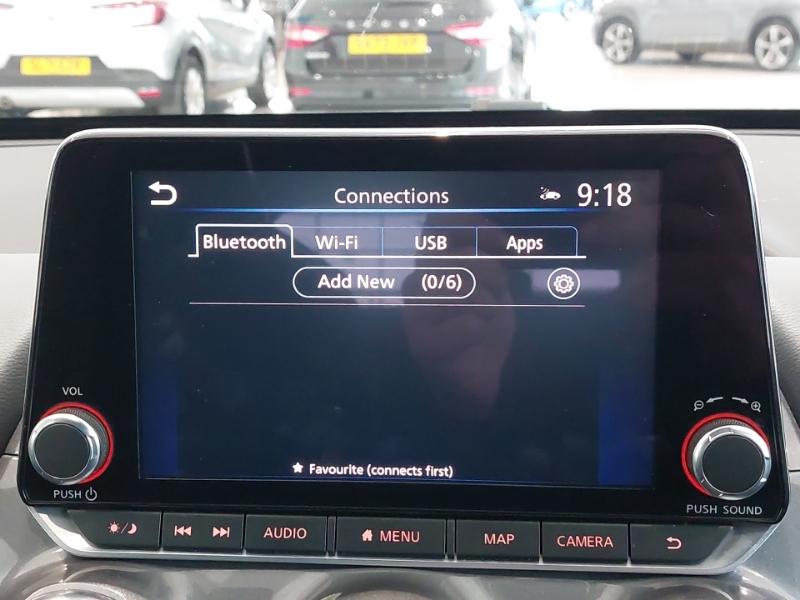 Connections 9:18
Bluetooth Wi-Fi USB Apps
Add New (0/6)
★ Favourite (connects first)
VOL
PUSH
PUSH SOUND
AUDIO MENU MAP CAMERA